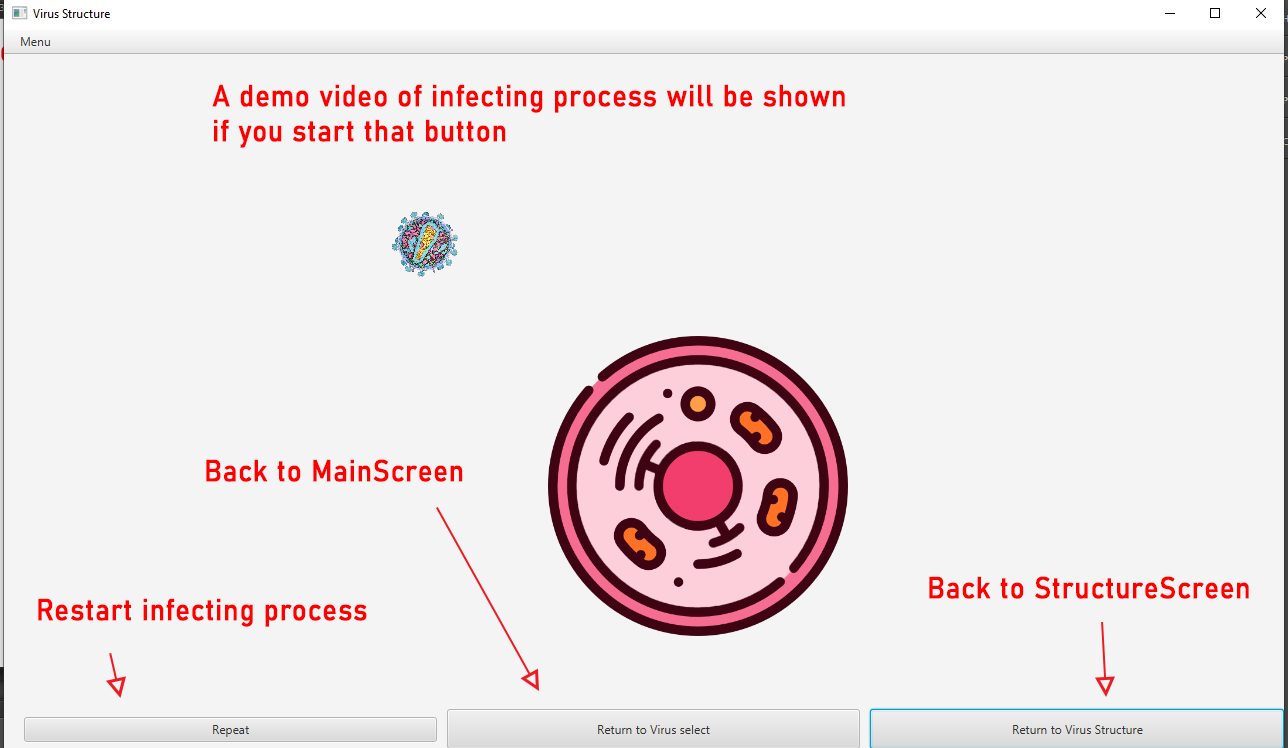 Virus Structure
Menu
A demo video of infecting process will be shown
if you start that button
Back to MainScreen
Back to StructureScreen
Restart infecting process
Repeat
Return to Virus select
Return to Virus Structure